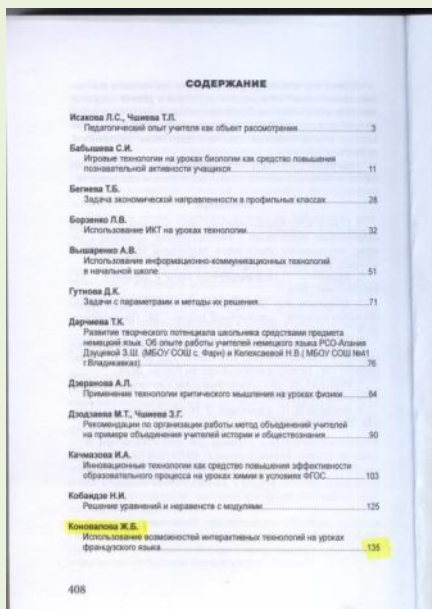 СОДЕРЖАНИЕ
Исакова Л.С., Чшиева Т.Л.
Педагогический опыт учителя как объект рассмотрения 3
Бабышева С.И.
Игровые технологии на уроках биологии как средство повышения
познавательной активности учащихся 11
Бегиева Т.Б.
Задача экономической направленности в профильных классах 28
Борзенко Л.В.
Использование ИКТ на уроках технологии 32
Вышаренко А.В.
Использование информационно-коммуникационных технологий
в начальной школе 51
Гутнова Д.К.
Задачи с параметрами и методы их решения 71
Дарчиева Т.К.
Развитие творческого потенциала школьника средствами предмета
немецкий язык. Об опыте работы учителей немецкого языка РСО-Алания
Дзуцевой З.Ш. (МБОУ СОШ с. Фарн) и Келехсаевой Н.В.( МБОУ СОШ №41
г.Владикавказ) 76
Дзеранова А.Л.
Применение технологии критического мышления на уроках физики 84
Дзодзаева М.Т., Чшиева З.Г.
Рекомендации по организации работы метод объединений учителей
на примере объединения учителей истории и обществознания 90
Качмазова И.А.
Инновационные технологии как средство повышения эффективности
образовательного процесса на уроках химии в условиях ФГОС 103
Кобаидзе Н.И.
Решение уравнений и неравенств с модулями 125
Коновалова Ж.Б.
Использование возможностей интерактивных технологий на уроках
французского языка 135
408